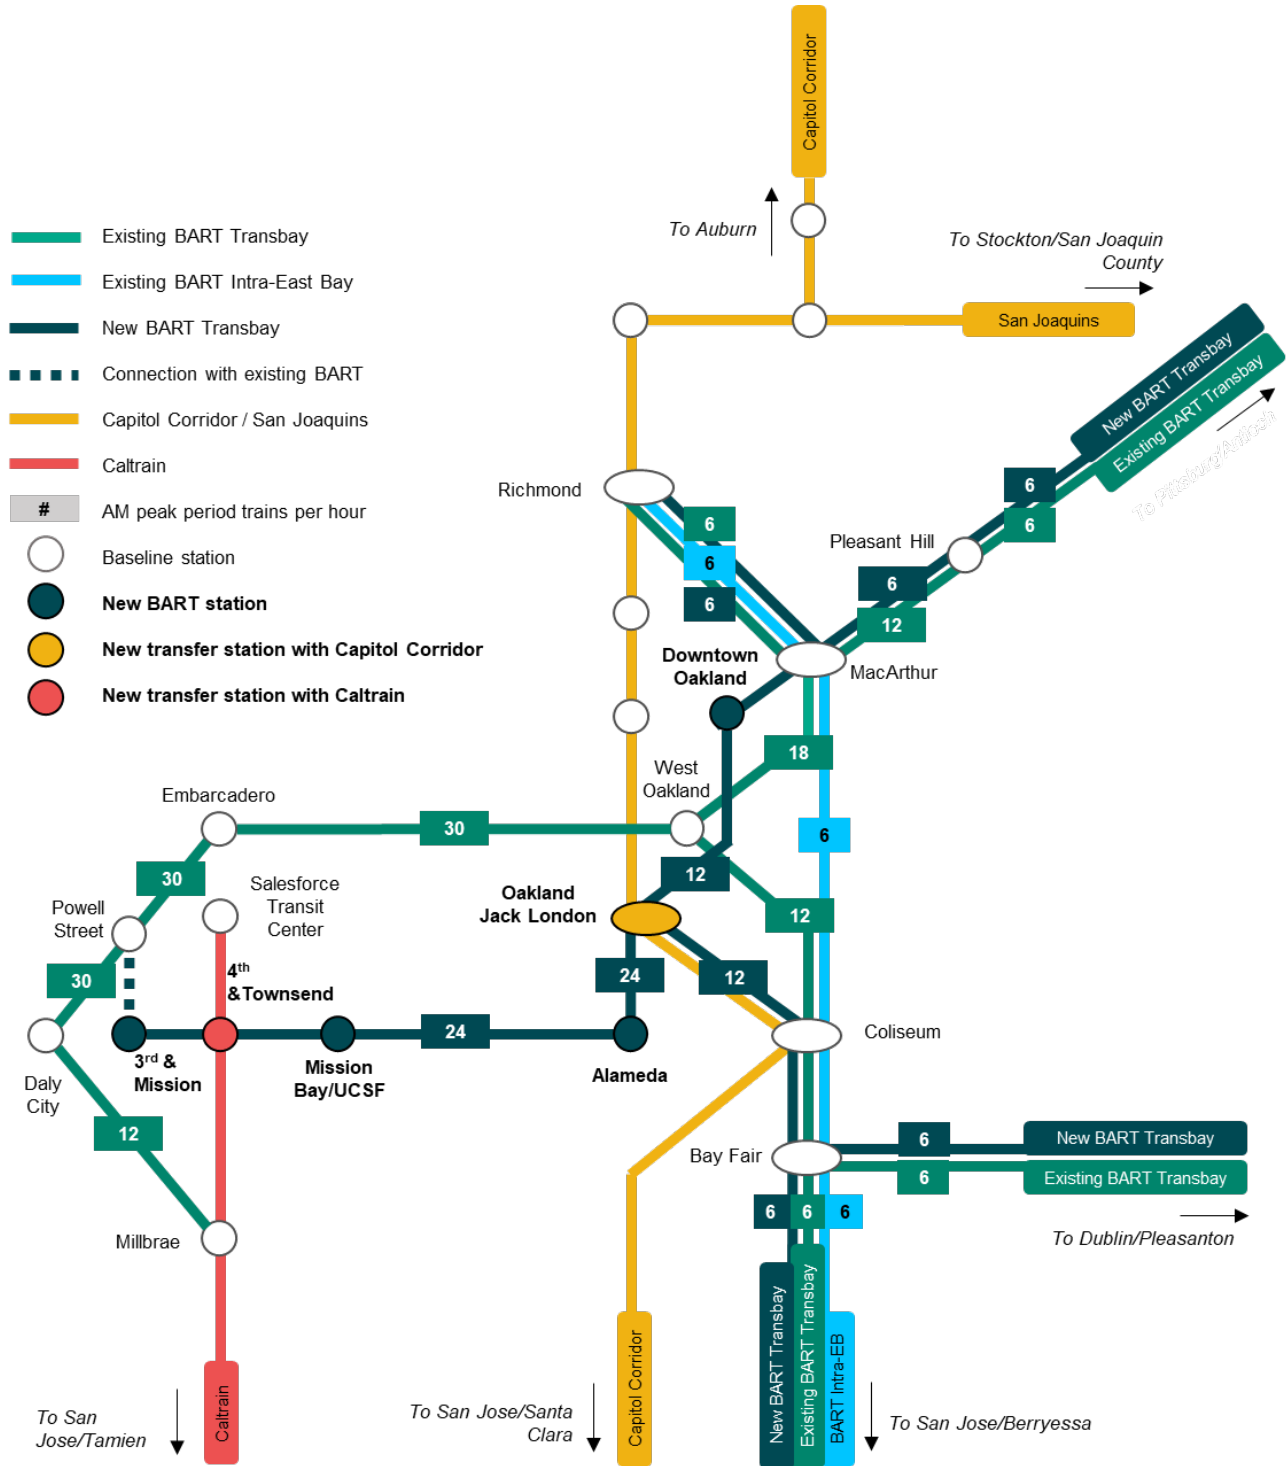 Capitol Corridor
To Auburn
To Stockton/San Joaquin
County
San Joaquins
Existing BART Transbay
Existing BART Intra-East Bay
New BART Transbay
Connection with existing BART
Capitol Corridor / San Joaquins
Caltrain
# AM peak period trains per hour
Baseline station
New BART station
New transfer station with Capitol Corridor
New transfer station with Caltrain
New BART Transbay
Existing BART Transbay
To Pittsburg/Antioch
Richmond
6
6
6
6
6
Pleasant Hill
6
12
Downtown
Oakland
MacArthur
18
West
Oakland
Embarcadero
30
6
30
Salesforce
Transit
Center
Powell
Street
12
Oakland
Jack London
12
30
4th
&Townsend
24
12
24
Coliseum
3rd &
Mission
Mission
Bay/UCSF
Alameda
Daly
City
12
Bay Fair
6
New BART Transbay
6
Existing BART Transbay
6
6
6
Millbrae
To Dublin/Pleasanton
New BART Transbay
Existing BART Transbay
BART Intra-EB
Capitol Corridor
Caltrain
To San
Jose/Tamien
To San Jose/Santa
Clara
To San Jose/Berryessa